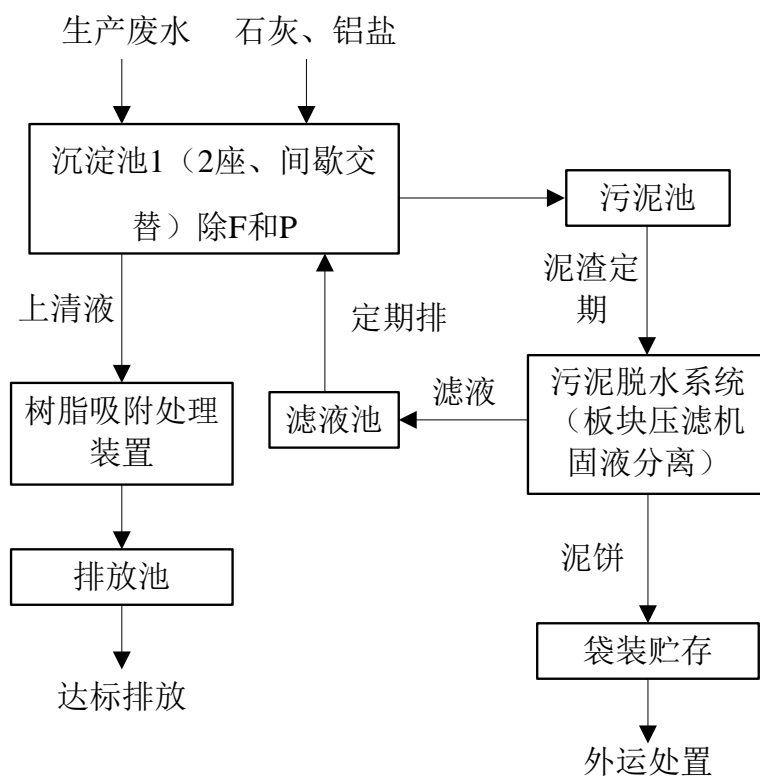 生产废水
石灰、铝盐
沉淀池1（2座、间歇交
替）除F和P
污泥池
上清液
定期排
泥渣定
期
树脂吸附处理
装置
滤液池
滤液
污泥脱水系统
（板块压滤机
固液分离）
排放池
泥饼
达标排放
袋装贮存
外运处置